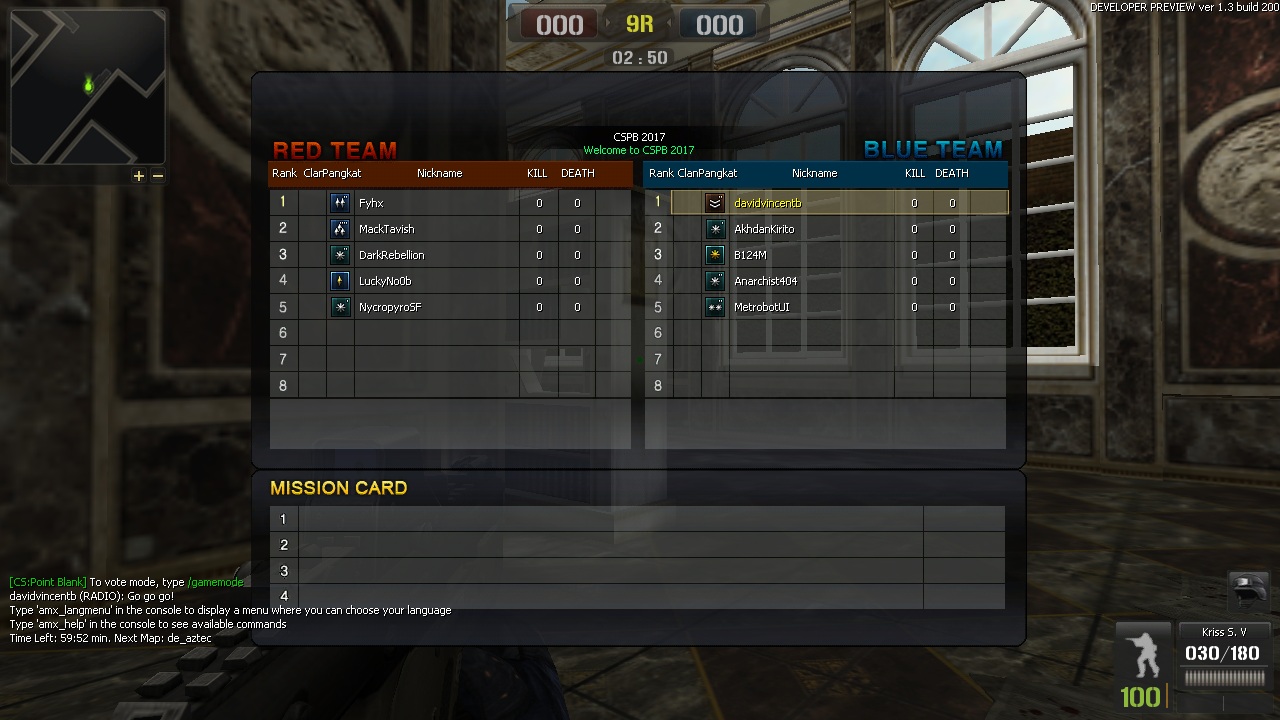 DEVELOPER PREVIEW ver 1.3 build 200
000 9R 000
02:50
CSPB 2017
Welcome to CSPB 2017
RED TEAM
BLUE TEAM
Rank ClanPangkat Nickname KILL DEATH
Rank ClanPangkat Nickname KILL DEATH
1 Fyhx 0 0
2 MackTavish 0 0
3 DarkRebellion 0 0
4 LuckyNo0b 0 0
5 NycropyroSF 0 0
6
7
8
1 davidvincentb 0 0
2 AkhdanKirito 0 0
3 B124M 0 0
4 Anarchist404 0 0
5 MetrobotUI 0 0
6
7
8
MISSION CARD
1
2
3
4
[CS:Point Blank] To vote mode, type /gamemode
davidvincentb (RADIO): Go go go!
Type 'amx_langmenu' in the console to display a menu where you can choose your language
Type 'amx_help' in the console to see available commands
Time Left: 59:52 min. Next Map: de_aztec
Kriss S. V
030/180
100